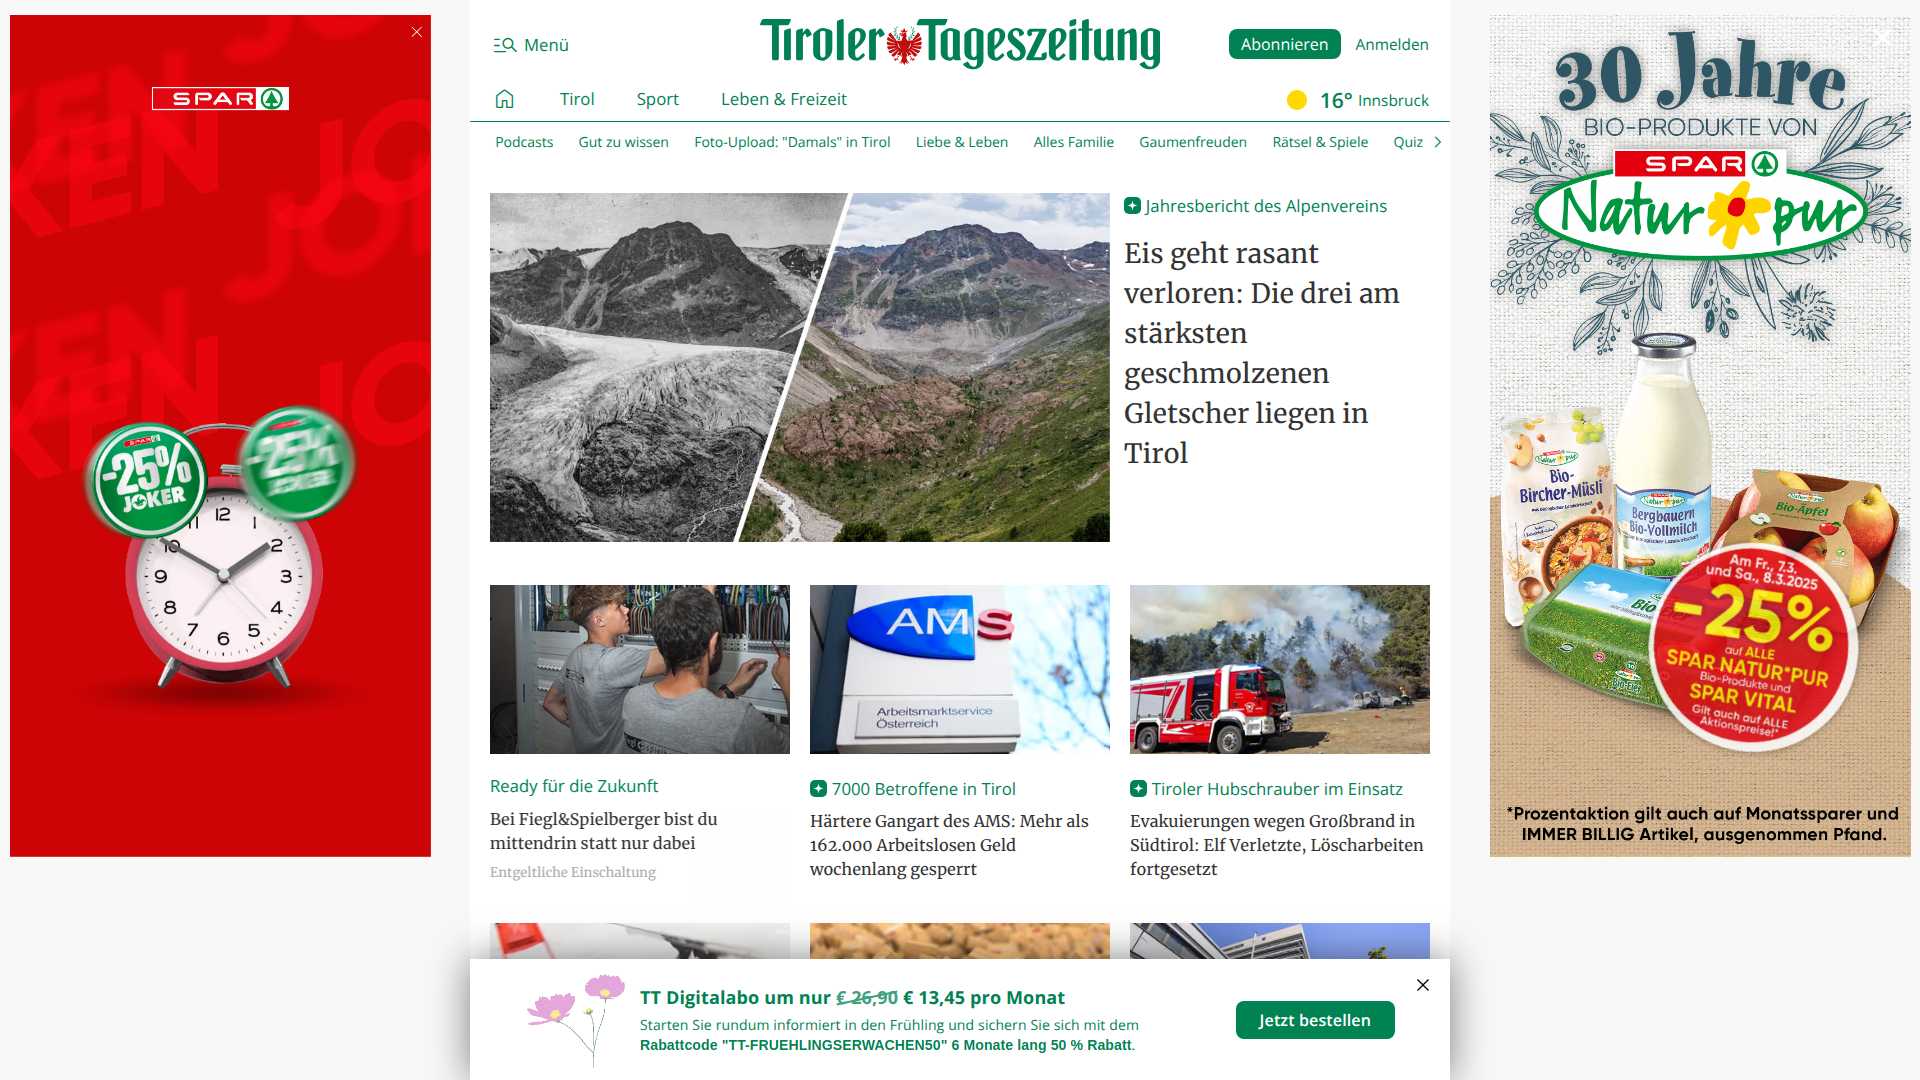 Menü
Tiroler Tageszeitung
Abonnieren
Anmelden
Tirol
Sport
Leben & Freizeit
16° Innsbruck
Podcasts
Gut zu wissen
Foto-Upload: "Damals" in Tirol
Liebe & Leben
Alles Familie
Gaumenfreuden
Rätsel & Spiele
Quiz
SPAR
-25%
JOKER
-25%
JOKER
12
1
2
3
4
5
6
7
8
9
10
11
Jahresbericht des Alpenvereins
Eis geht rasant
verloren: Die drei am
stärksten
geschmolzenen
Gletscher liegen in
Tirol
AMS
Arbeitsmarktservice
Österreich
Ready für die Zukunft
Bei Fiegl&Spielberger bist du
mittendrin statt nur dabei
Entgeltliche Einschaltung
7000 Betroffene in Tirol
Härtere Gangart des AMS: Mehr als
162.000 Arbeitslosen Geld
wochenlang gesperrt
Tiroler Hubschrauber im Einsatz
Evakuierungen wegen Großbrand in
Südtirol: Elf Verletzte, Löscharbeiten
fortgesetzt
TT Digitalabo um nur € 26,90 € 13,45 pro Monat
Starten Sie rundum informiert in den Frühling und sichern Sie sich mit dem
Rabattcode "TT-FRUEHLINGSERWACHEN50" 6 Monate lang 50 % Rabatt.
Jetzt bestellen
30 Jahre
BIO-PRODUKTE VON
SPAR
Natur pur
Bio-
Bircher-Müsli
Bergbauern
Bio-Vollmilch
Bio-Äpfel
Bio
Bio-Eier
Am Fr., 7.3.
und Sa., 8.3.2025
-25%
auf ALLE
SPAR NATUR*PUR
Bio-Produkte und
SPAR VITAL
Gilt auch auf ALLE
Aktionspreise!*
*Prozentaktion gilt auch auf Monatssparer und
IMMER BILLIG Artikel, ausgenommen Pfand.